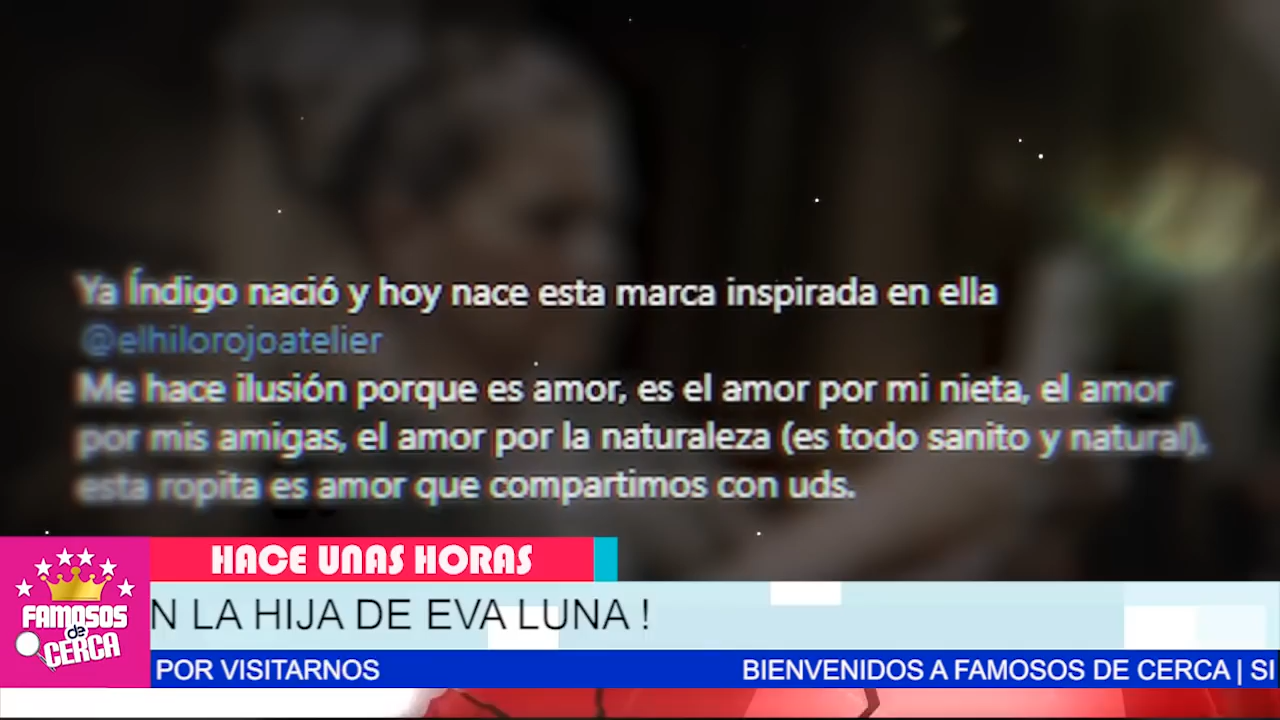 Ya Índigo nació y hoy nace esta marca inspirada en ella
@elhilorojoatelier
Me hace ilusión porque es amor, es el amor por mi nieta, el amor
por mis amigas, el amor por la naturaleza (es todo sanito y natural),
esta ropita es amor que compartimos con uds.
HACE UNAS HORAS
N LA HIJA DE EVA LUNA !
FAMOSOS
de
CERCA
POR VISITARNOS
BIENVENIDOS A FAMOSOS DE CERCA | SI